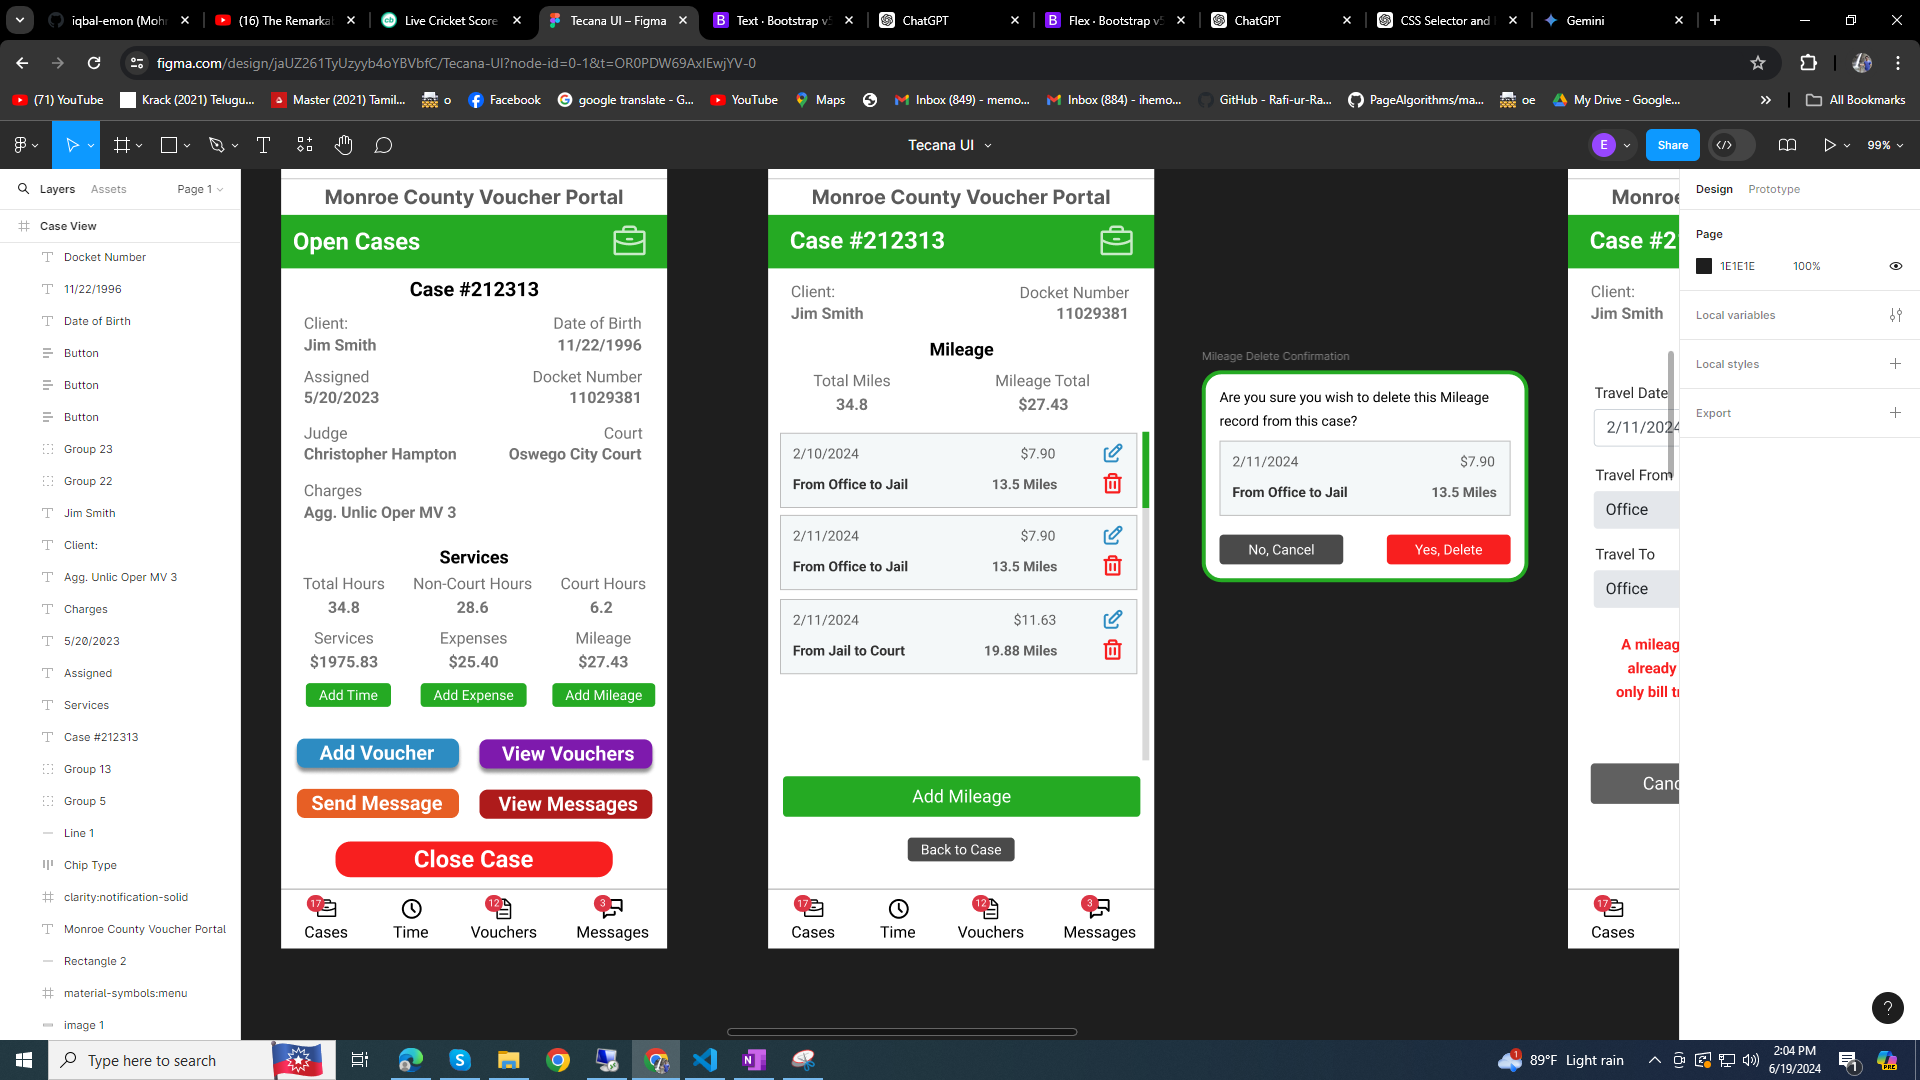 iqbal-emon (Moh
(16) The Remarka
Live Cricket Score
Tecana UI – Figma
Text · Bootstrap v5
ChatGPT
Flex · Bootstrap v5
ChatGPT
CSS Selector and
Gemini
figma.com/design/jaUZ261TyUzyyb4oYBVbfC/Tecana-UI?node-id=0-1&t=OR0PDW69AxIEwjYV-0
(71) YouTube
Krack (2021) Telugu...
Master (2021) Tamil...
o
Facebook
google translate - G...
YouTube
Maps
Inbox (849) - memo...
Inbox (884) - ihemo...
GitHub - Rafi-ur-Ra...
PageAlgorithms/ma...
oe
My Drive - Google...
All Bookmarks
Tecana UI
E
Share
99%
Layers
Assets
Page 1
Case View
Docket Number
11/22/1996
Date of Birth
Button
Button
Button
Group 23
Group 22
Jim Smith
Client:
Agg. Unlic Oper MV 3
Charges
5/20/2023
Assigned
Services
Case #212313
Group 13
Group 5
Line 1
Chip Type
clarity:notification-solid
Monroe County Voucher Portal
Rectangle 2
material-symbols:menu
image 1
Monroe County Voucher Portal
Open Cases
Case #212313
Client:
Date of Birth
Jim Smith
11/22/1996
Assigned
Docket Number
5/20/2023
11029381
Judge
Court
Christopher Hampton
Oswego City Court
Charges
Agg. Unlic Oper MV 3
Services
Total Hours
Non-Court Hours
Court Hours
34.8
28.6
6.2
Services
Expenses
Mileage
$1975.83
$25.40
$27.43
Add Time
Add Expense
Add Mileage
Add Voucher
View Vouchers
Send Message
View Messages
Close Case
17
12
3
Cases
Time
Vouchers
Messages
Monroe County Voucher Portal
Case #212313
Client:
Docket Number
Jim Smith
11029381
Mileage
Total Miles
Mileage Total
34.8
$27.43
2/10/2024
$7.90
From Office to Jail
13.5 Miles
2/11/2024
$7.90
From Office to Jail
13.5 Miles
2/11/2024
$11.63
From Jail to Court
19.88 Miles
Add Mileage
Back to Case
17
12
3
Cases
Time
Vouchers
Messages
Mileage Delete Confirmation
Are you sure you wish to delete this Mileage
record from this case?
2/11/2024
$7.90
From Office to Jail
13.5 Miles
No, Cancel
Yes, Delete
Monroe
Case #2
Client:
Jim Smith
Travel Date
2/11/2024
Travel From
Office
Travel To
Office
A mileag
already
only bill tr
Canc
17
Cases
Design
Prototype
Page
1E1E1E
100%
Local variables
Local styles
Export
?
Type here to search
1
89°F Light rain
2:04 PM
6/19/2024
1